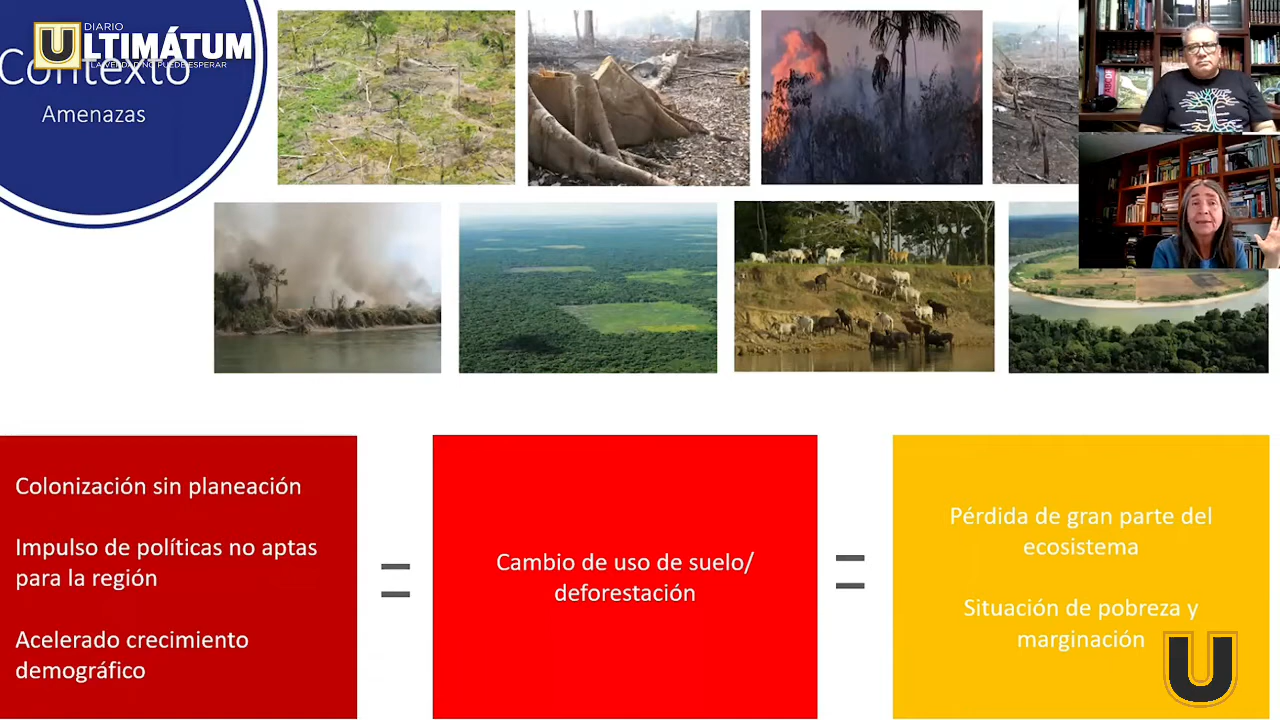 DIARIO
ULTIMÁTUM
LA VERDAD NO PUEDE ESPERAR
Contexto
Amenazas
Colonización sin planeación
Impulso de políticas no aptas
para la región
Acelerado crecimiento
demográfico
=
Cambio de uso de suelo/
deforestación
=
Pérdida de gran parte del
ecosistema
Situación de pobreza y
marginación
U